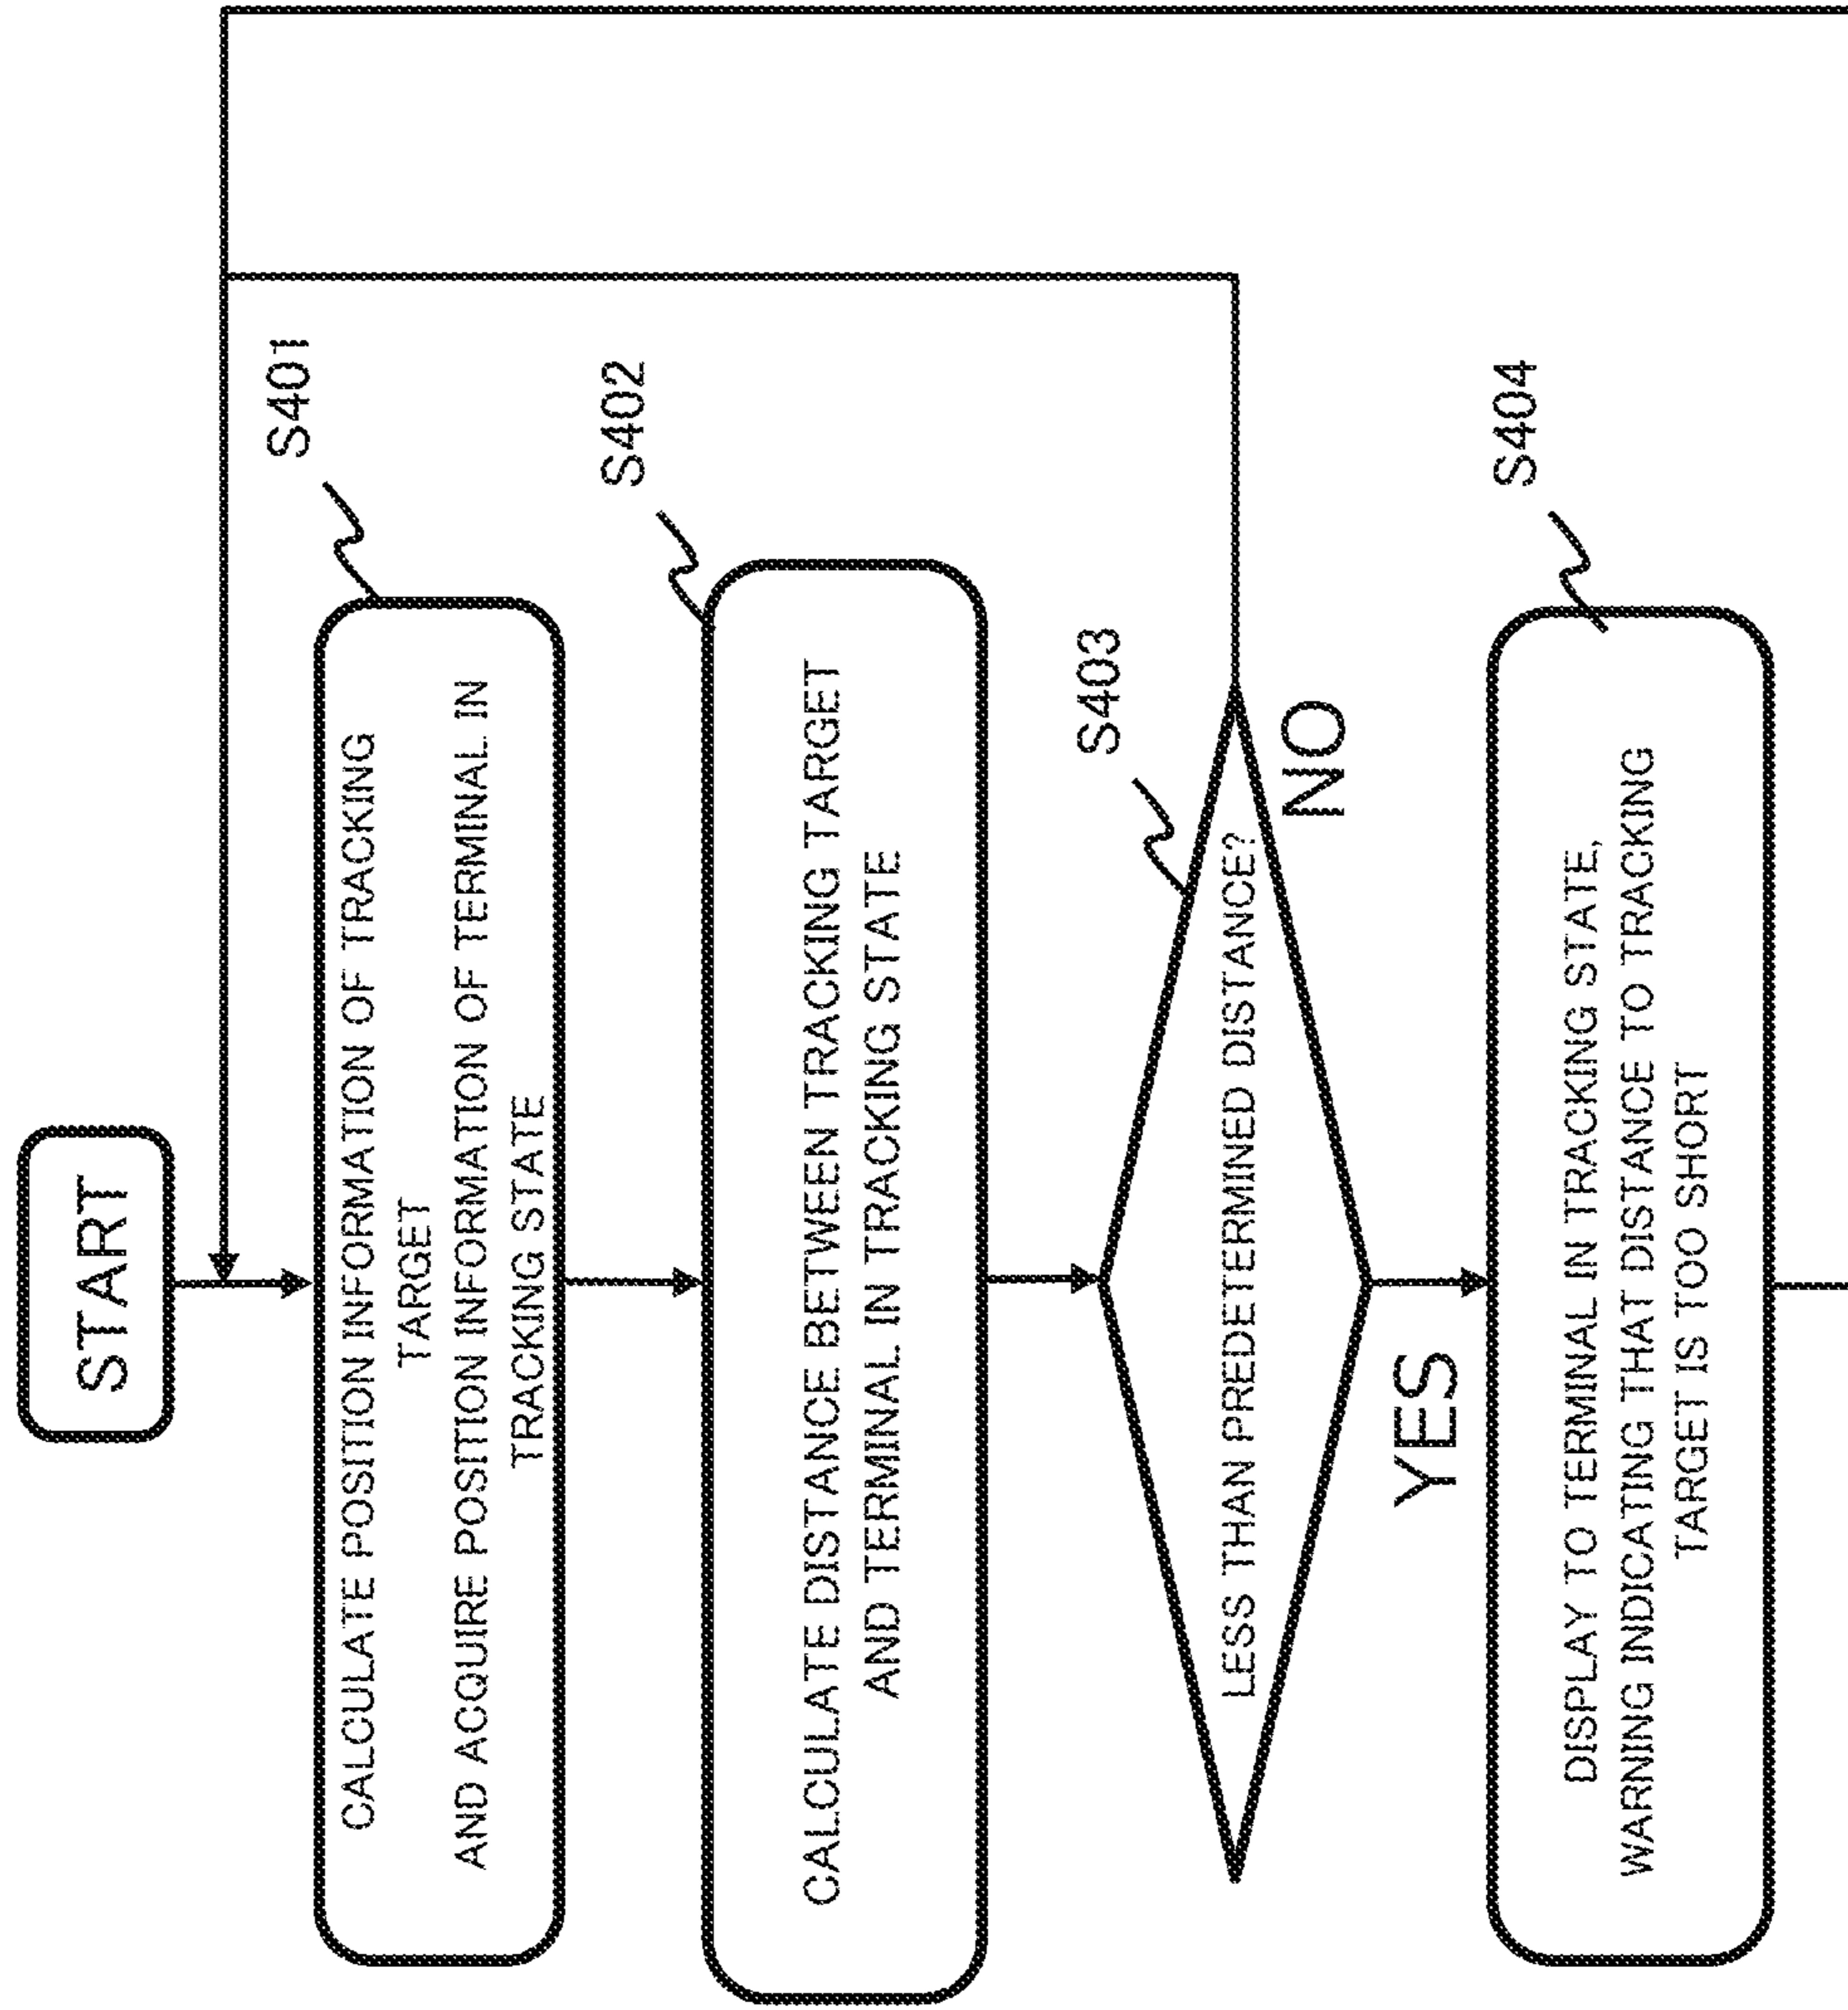 START
CALCULATE POSITION INFORMATION OF TRACKING
TARGET
AND ACQUIRE POSITION INFORMATION OF TERMINAL IN
TRACKING STATE
S401
CALCULATE DISTANCE BETWEEN TRACKING TARGET
AND TERMINAL IN TRACKING STATE
S402
LESS THAN PREDETERMINED DISTANCE?
S403
NO
YES
DISPLAY TO TERMINAL IN TRACKING STATE,
WARNING INDICATING THAT DISTANCE TO TRACKING
TARGET IS TOO SHORT
S404